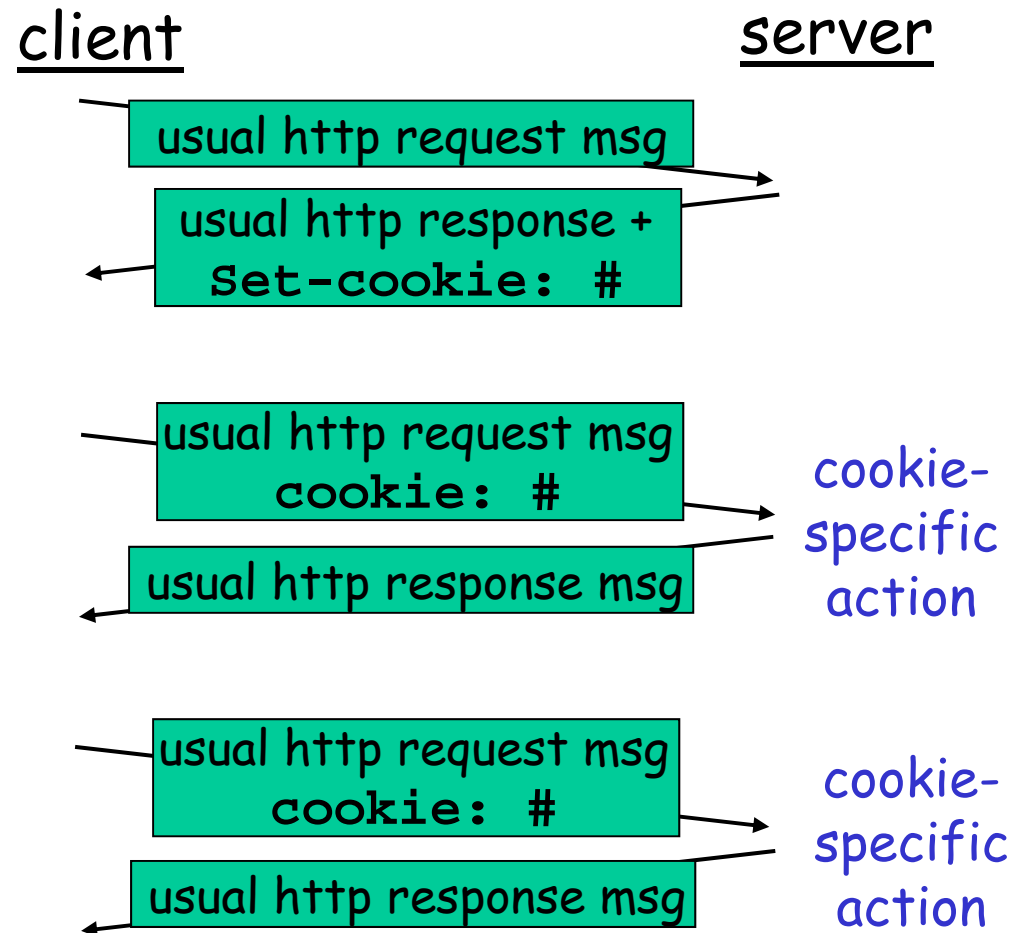 client
server
usual http request msg
usual http response +
Set-cookie: #
usual http request msg
cookie: #
cookie-
specific
action
usual http response msg
usual http request msg
cookie: #
cookie-
specific
action
usual http response msg